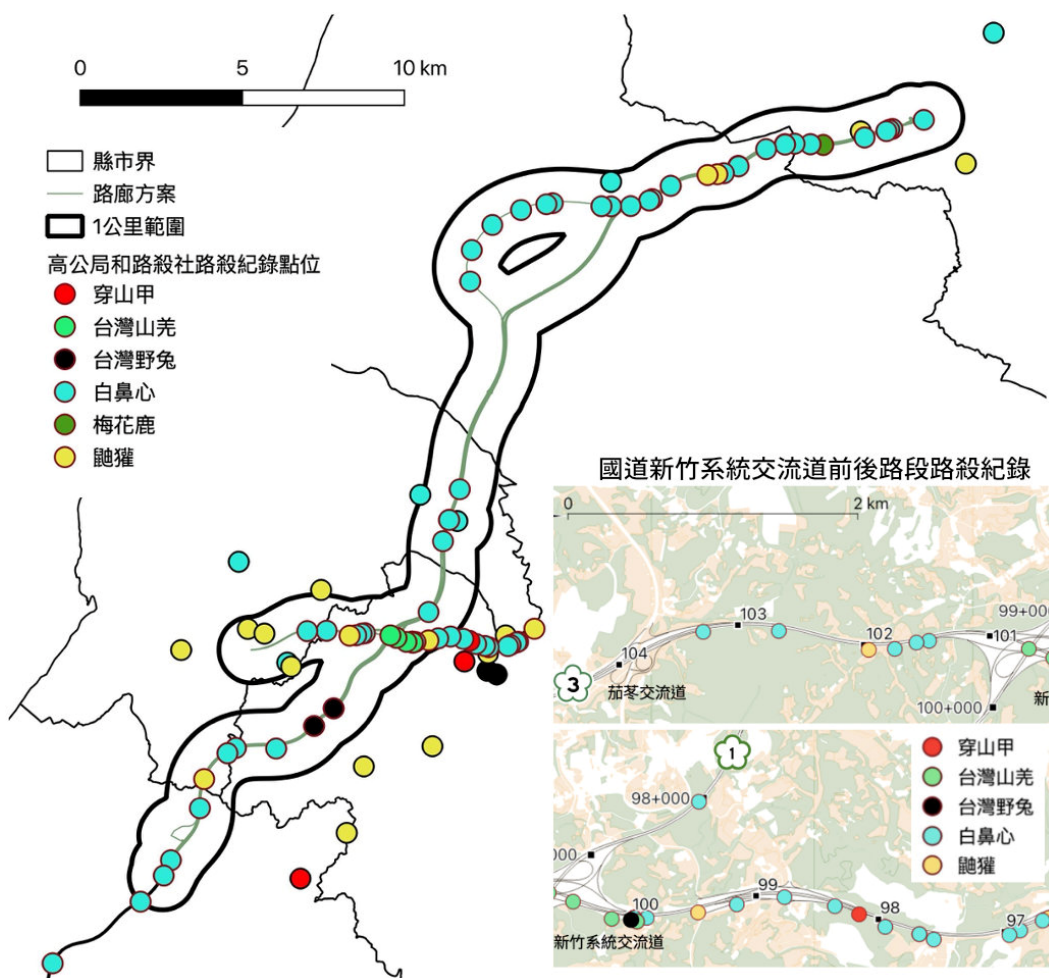 0 5 10 km
縣市界
路廊方案
1公里範圍
高公局和路殺社路殺紀錄點位
穿山甲
台灣山羌
台灣野兔
白鼻心
梅花鹿
鼬獾
國道新竹系統交流道前後路段路殺紀錄
0 2 km
103
99+000
102
101
104
3
茄苳交流道
100+000
新
1
98+000
000
99
100
98
97
新竹系統交流道
穿山甲
台灣山羌
台灣野兔
白鼻心
鼬獾